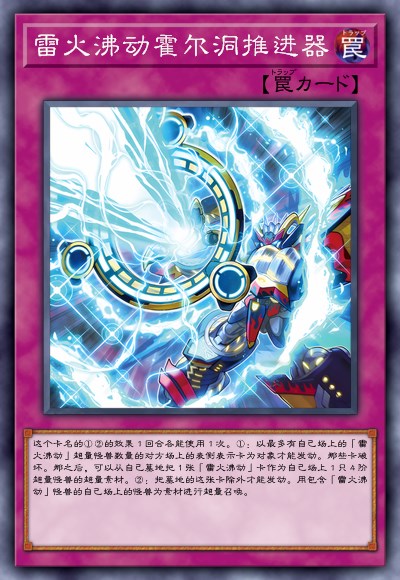 雷火沸动霍尔洞推进器 罠
トラップ
【罠カード】
トラップ
这个卡名的①②的效果1回合各能使用1次。①：以最多有自己场上的「雷
火沸动」超量怪兽数量的对方场上的表侧表示卡为对象才能发动。那些卡破
坏。那之后，可以从自己墓地把1张「雷火沸动」卡作为自己场上1只4阶
超量怪兽的超量素材。②：把墓地的这张卡除外才能发动。用包含「雷火沸
动」怪兽的自己场上的怪兽为素材进行超量召唤。